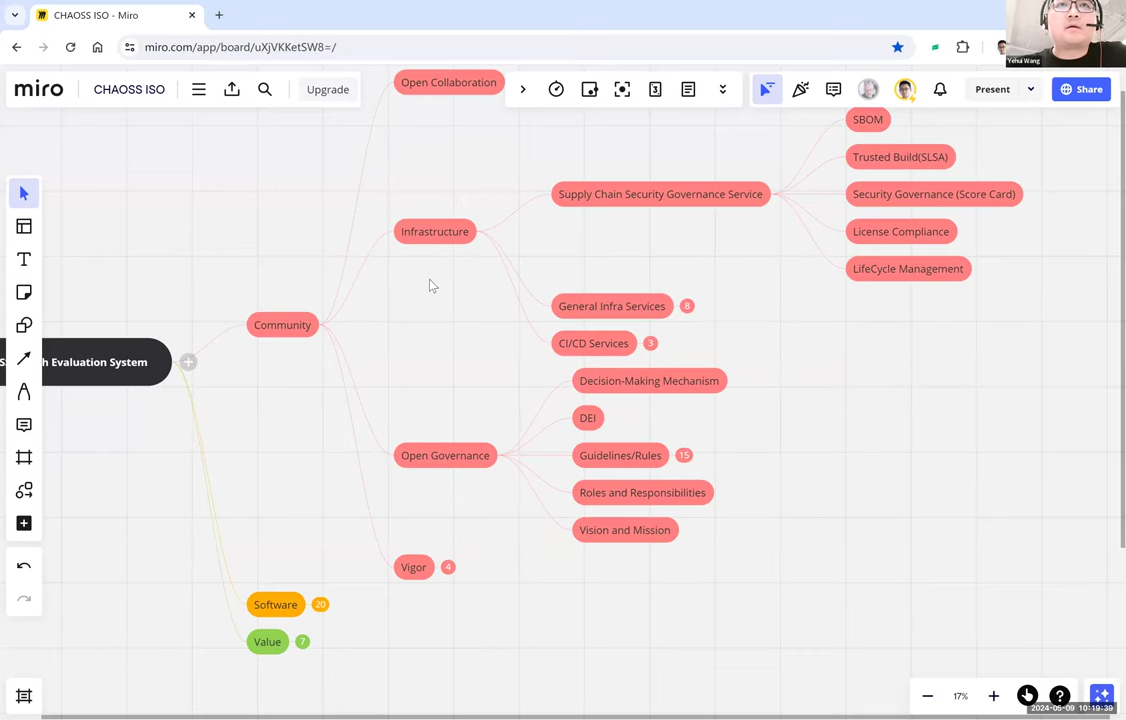 CHAOSS ISO - Miro
miro.com/app/board/uXjVKKetSW8=/
Yehui Wang
miro
CHAOSS ISO
Upgrade
3
Present
Share
Open Collaboration
SBOM
Trusted Build(SLSA)
Supply Chain Security Governance Service
Security Governance (Score Card)
Infrastructure
License Compliance
LifeCycle Management
General Infra Services 8
Community
CI/CD Services 3
Evaluation System
Decision-Making Mechanism
DEI
Open Governance
Guidelines/Rules 15
Roles and Responsibilities
Vision and Mission
Vigor 4
Software 20
Value 7
17%
2024-05-09 10:19:39